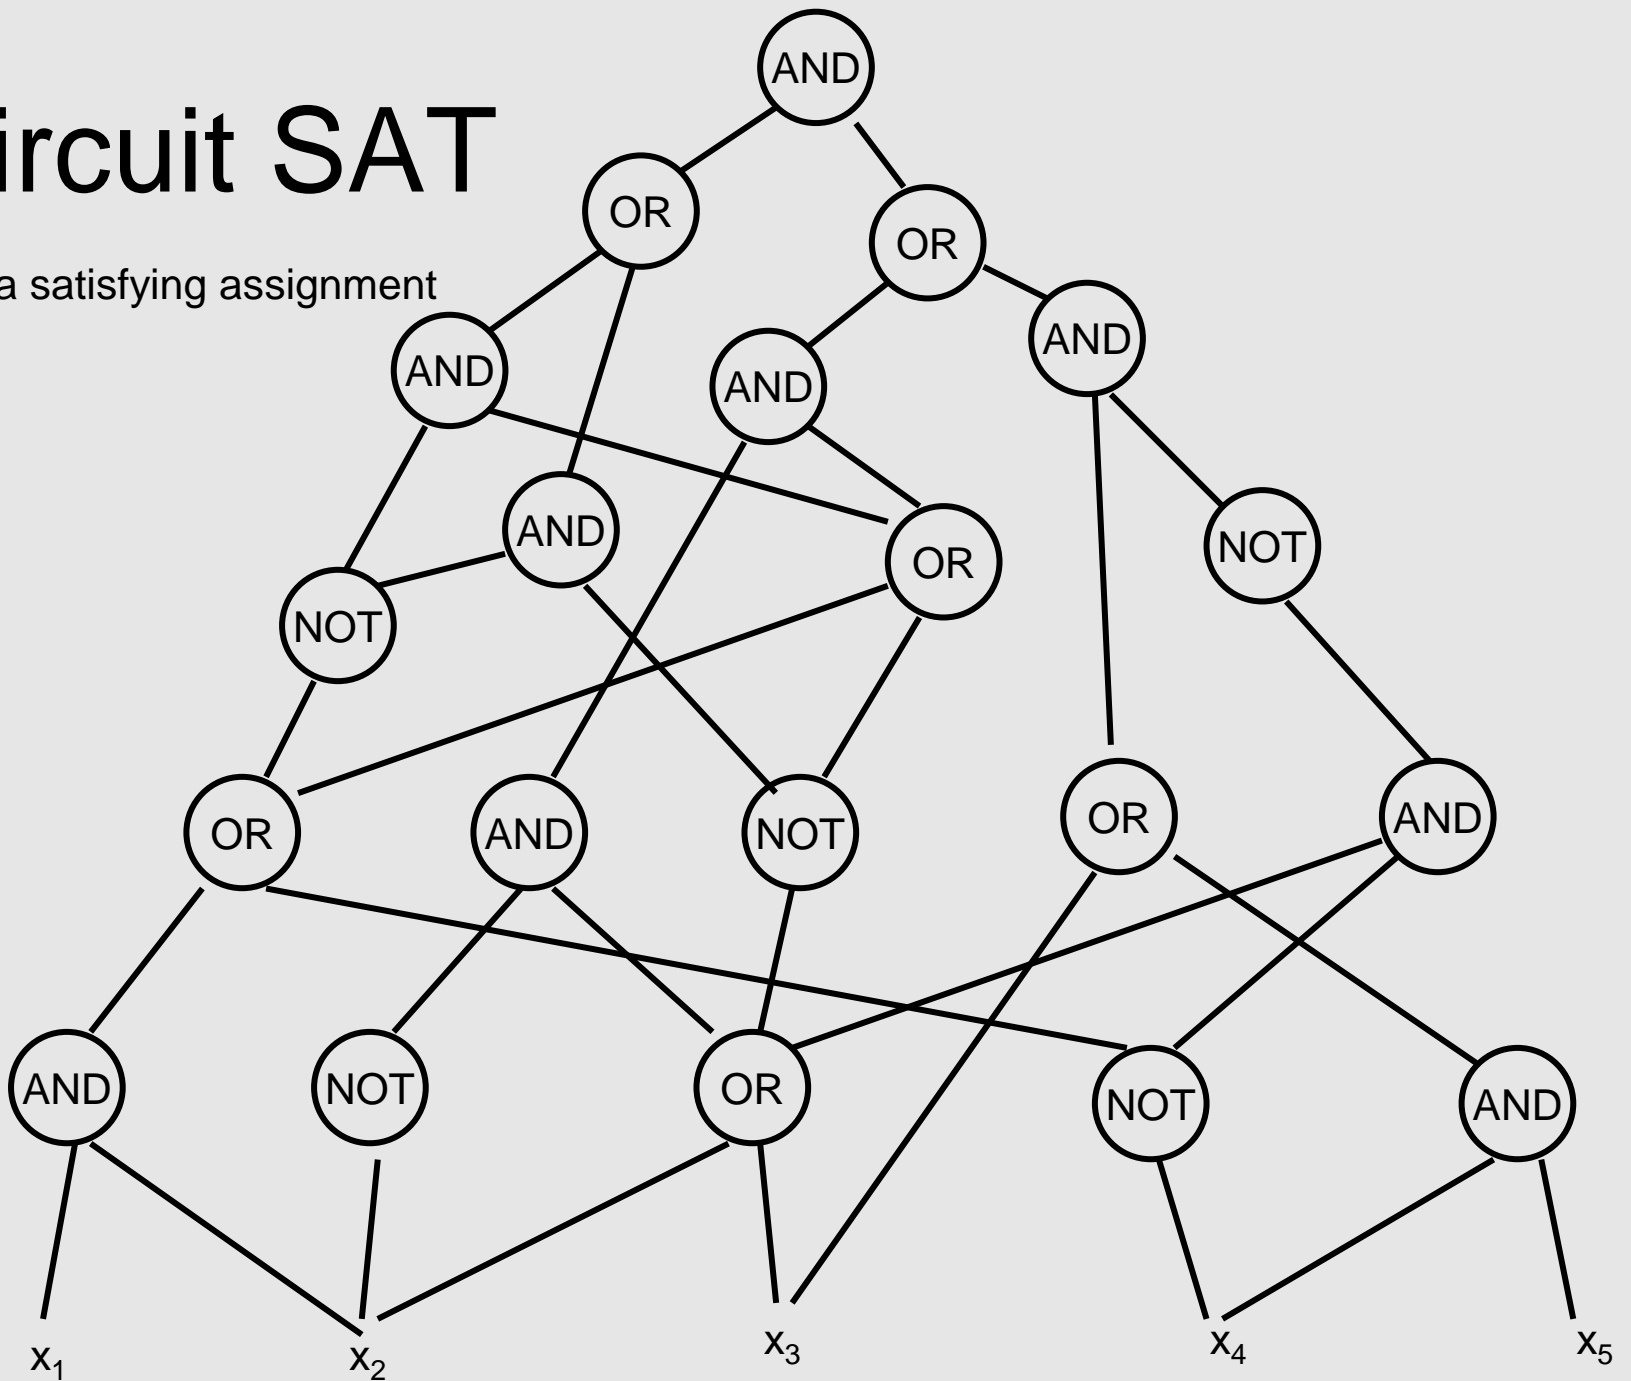 AND
ircuit SAT
OR
OR
a satisfying assignment
AND
AND
AND
AND
OR
NOT
NOT
OR
AND
NOT
OR
AND
AND
NOT
OR
NOT
AND
x₁
x₂
x₃
x₄
x₅